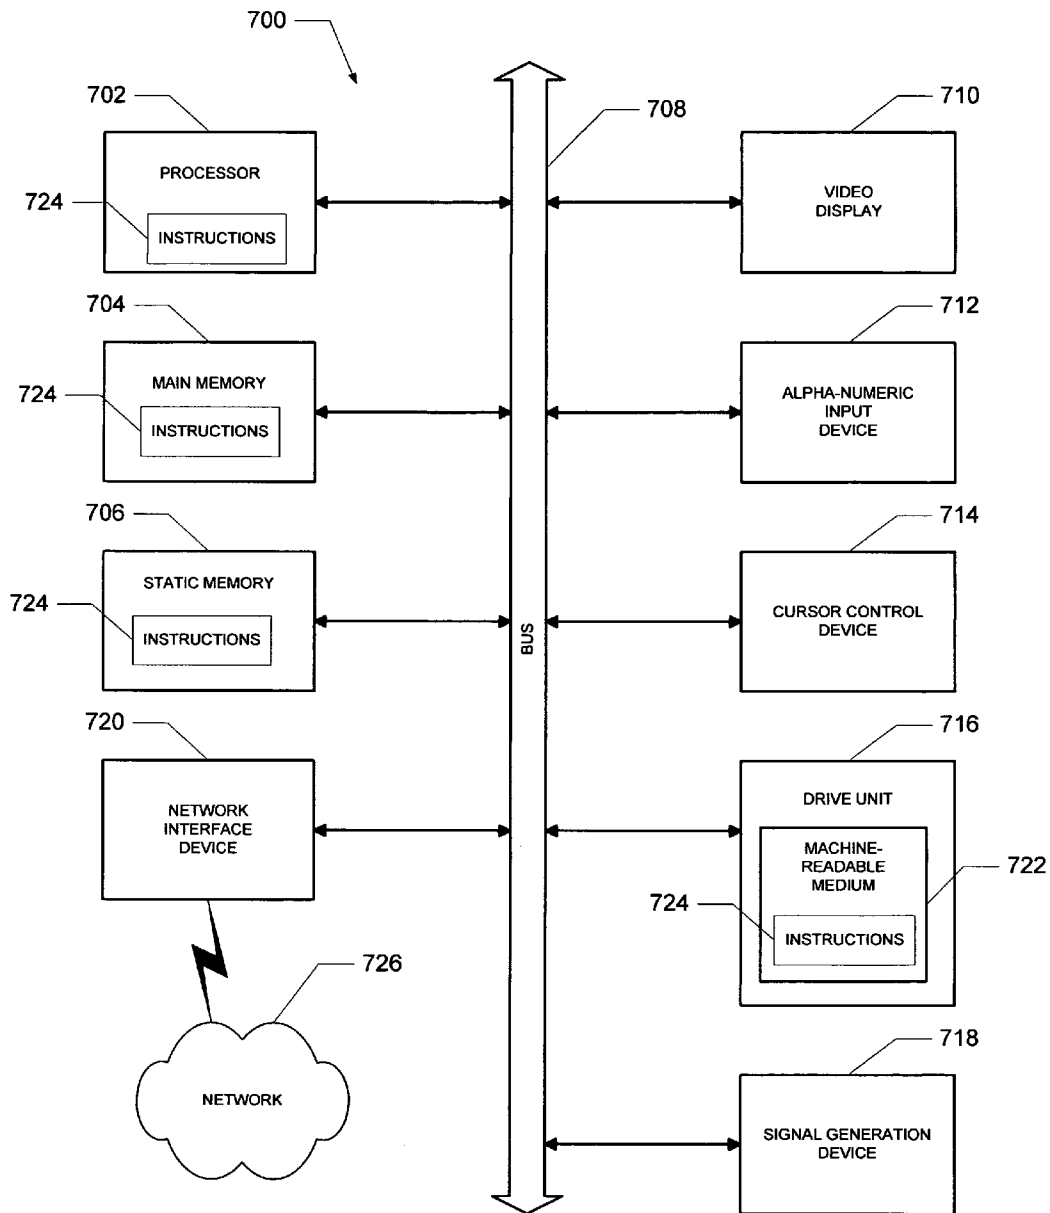 700
702
PROCESSOR
724
INSTRUCTIONS
704
MAIN MEMORY
724
INSTRUCTIONS
706
STATIC MEMORY
724
INSTRUCTIONS
720
NETWORK
INTERFACE
DEVICE
726
NETWORK
708
BUS
710
VIDEO
DISPLAY
712
ALPHA-NUMERIC
INPUT
DEVICE
714
CURSOR CONTROL
DEVICE
716
DRIVE UNIT
MACHINE-
READABLE
MEDIUM
722
724
INSTRUCTIONS
718
SIGNAL GENERATION
DEVICE